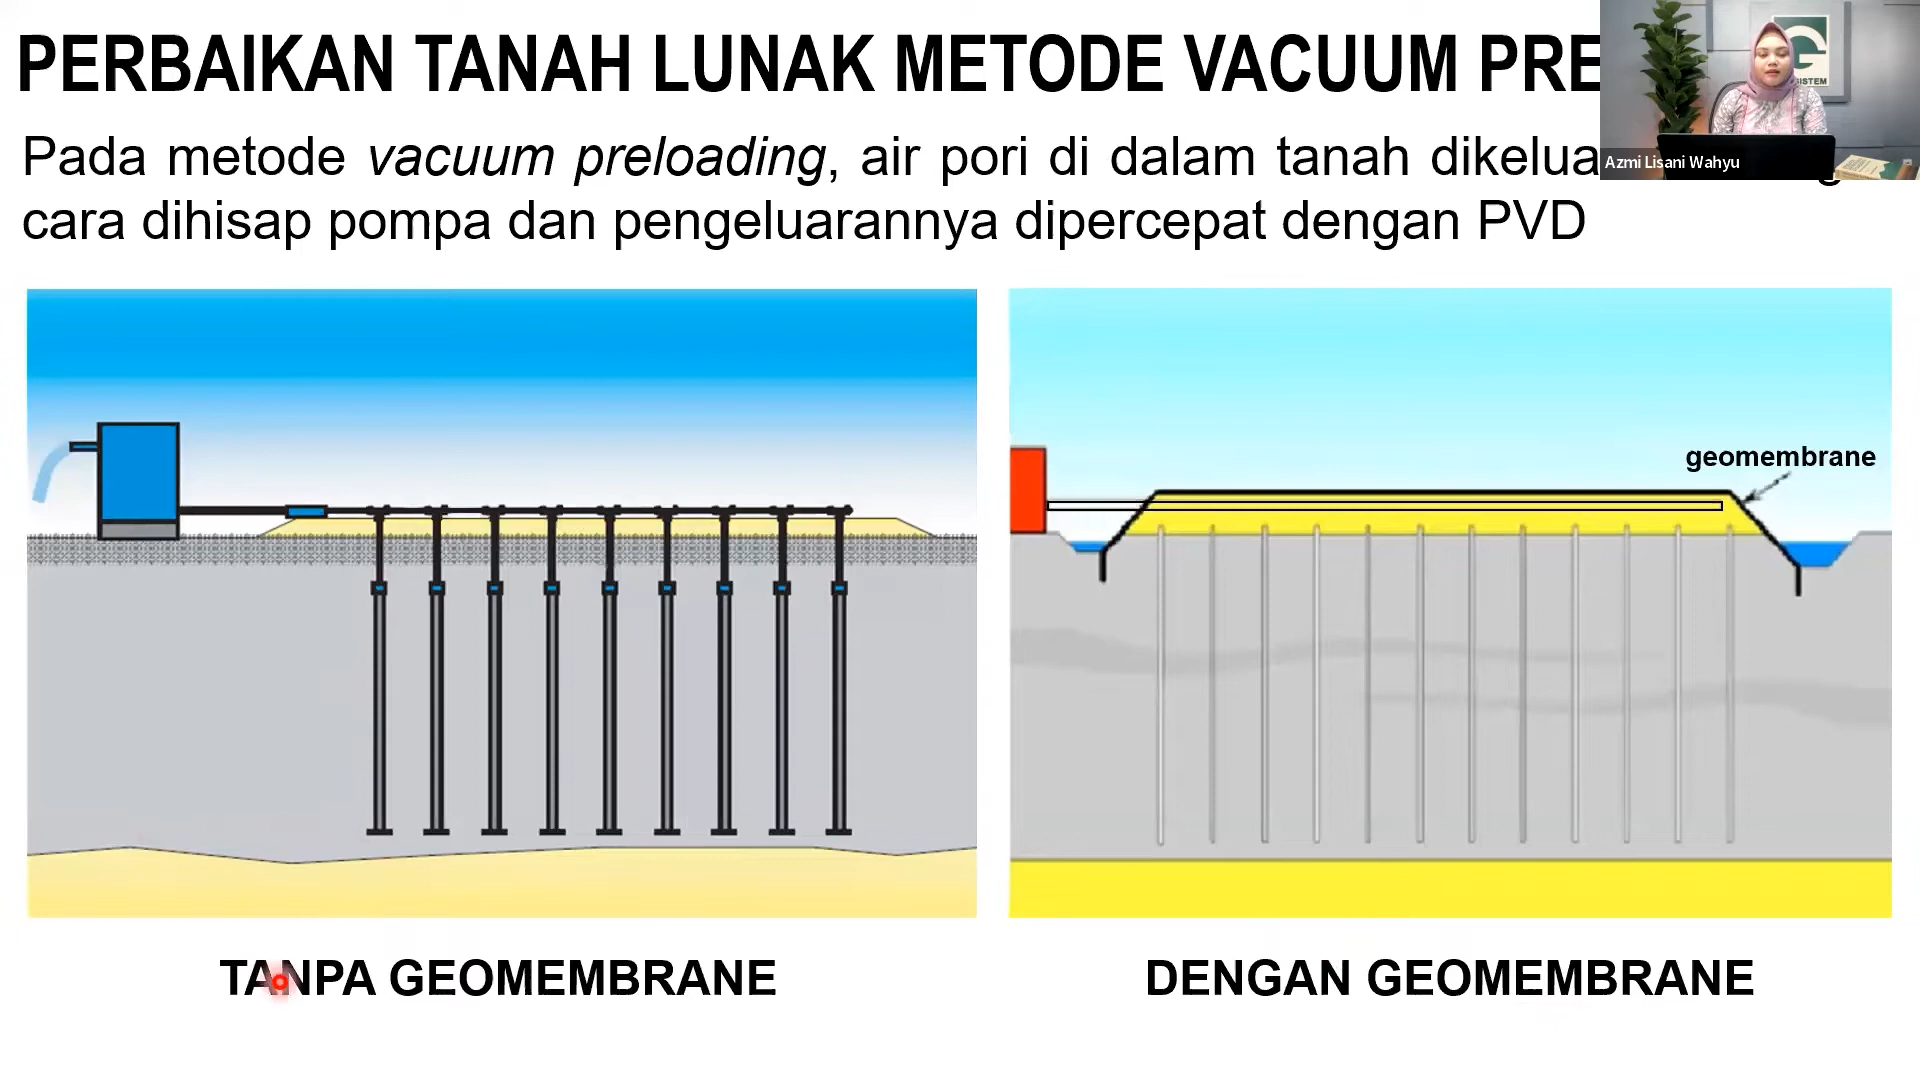 PERBAIKAN TANAH LUNAK METODE VACUUM PRE
Pada metode vacuum preloading, air pori di dalam tanah dikelua
cara dihisap pompa dan pengeluarannya dipercepat dengan PVD
SISTEM
Azmi Lisani Wahyu
geomembrane
TANPA GEOMEMBRANE
DENGAN GEOMEMBRANE